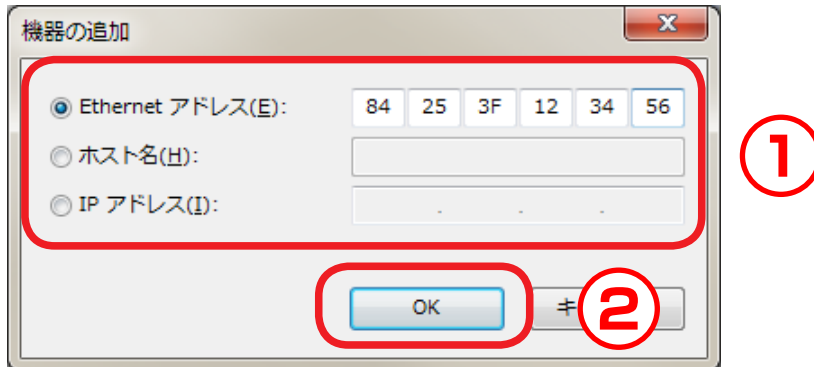 機器の追加
Ethernet アドレス(E): 84 25 3F 12 34 56
ホスト名(H):
IP アドレス(I): . . .
①
OK キ
②